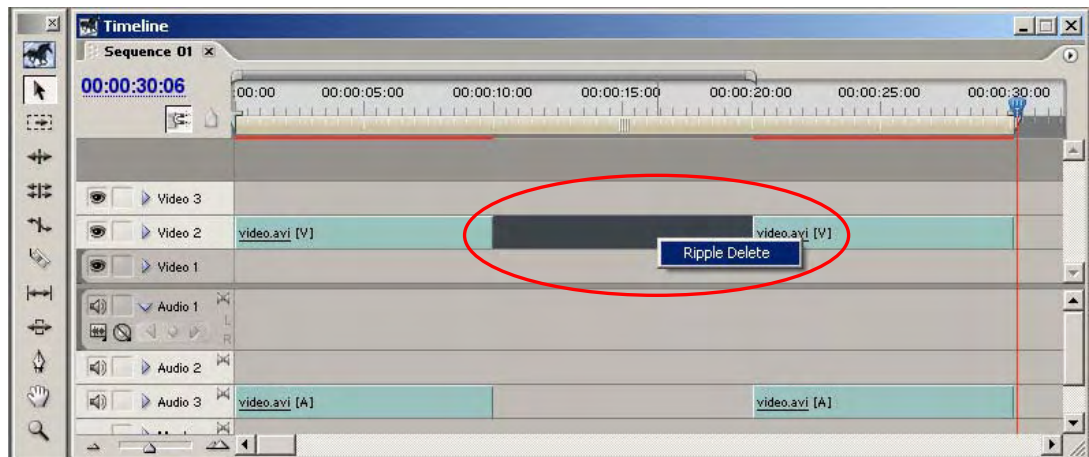 Timeline
Sequence 01
00:00:30:06
:00:00 00:00:05:00 00:00:10:00 00:00:15:00 00:00:20:00 00:00:25:00 00:00:30:00
Video 3
Video 2 video.avi [V] video.avi [V]
Ripple Delete
Video 1
Audio 1
L
R
Audio 2
Audio 3 video.avi [A] video.avi [A]